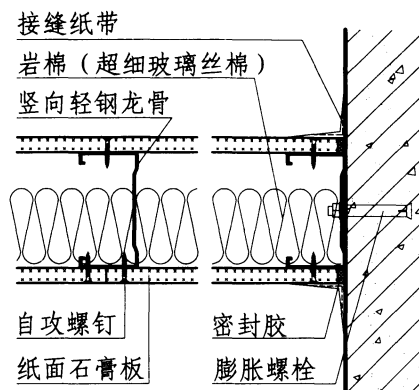 接缝纸带
岩棉（超细玻璃丝棉）
竖向轻钢龙骨
自攻螺钉
密封胶
纸面石膏板
膨胀螺栓